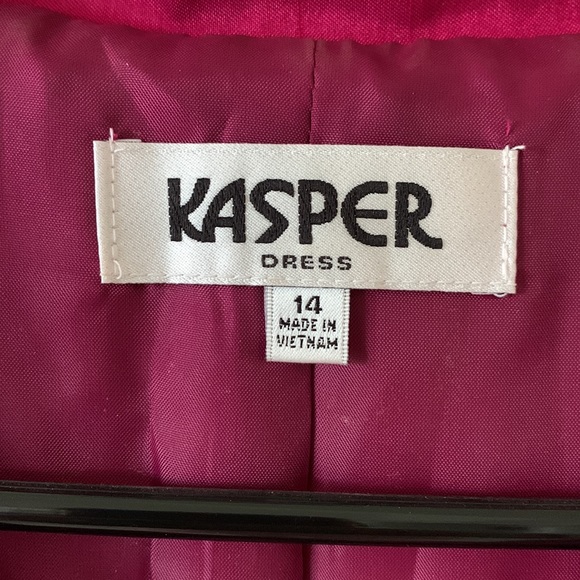 KASPER
DRESS
14
MADE IN
VIETNAM